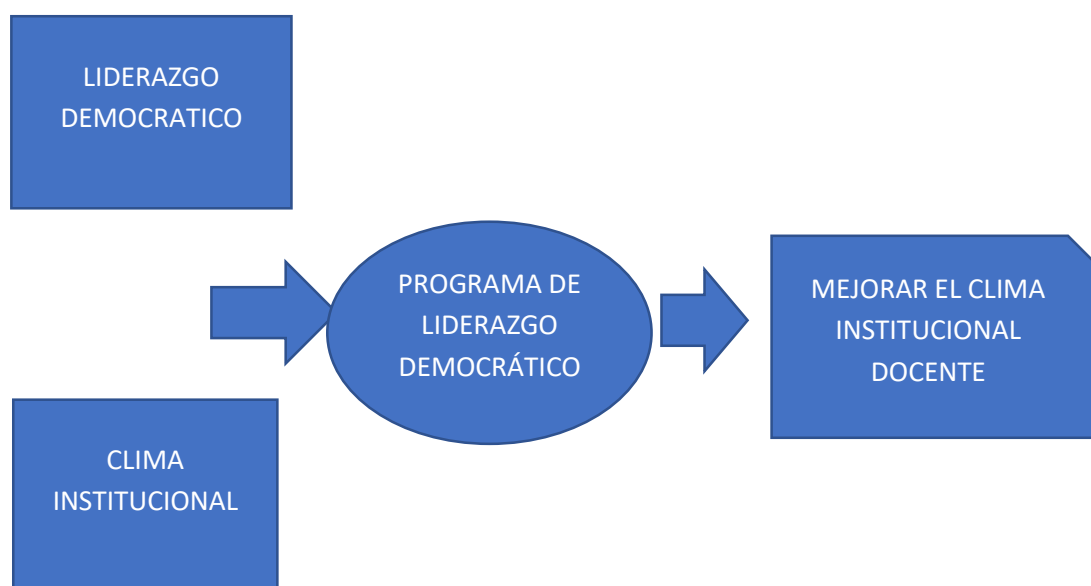 LIDERAZGO
DEMOCRATICO
PROGRAMA DE
LIDERAZGO
DEMOCRÁTICO
MEJORAR EL CLIMA
INSTITUCIONAL
DOCENTE
CLIMA
INSTITUCIONAL